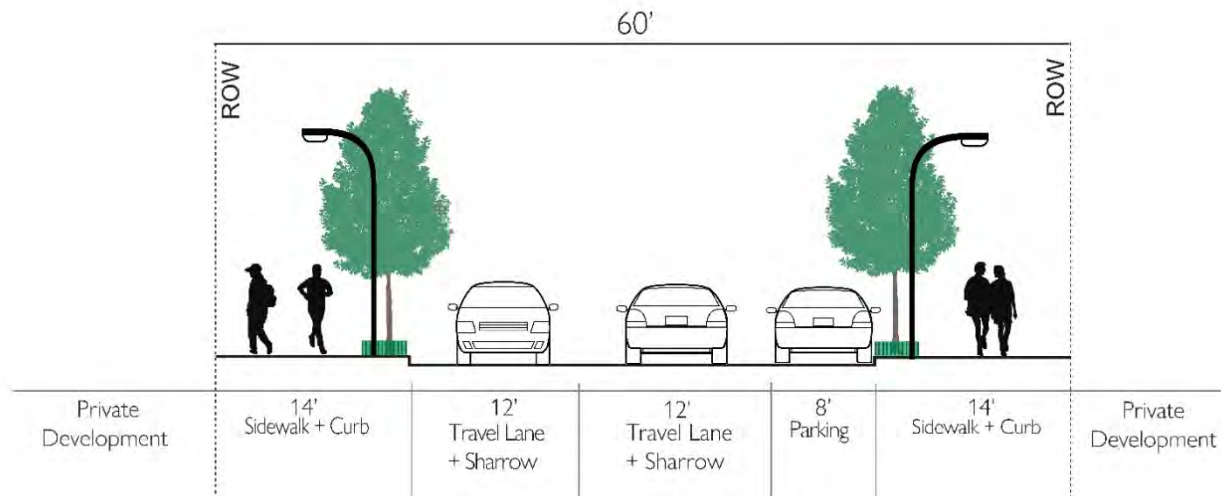 60'
ROW
ROW
Private
Development
14'
Sidewalk + Curb
12'
Travel Lane
+ Sharrow
12'
Travel Lane
+ Sharrow
8'
Parking
14'
Sidewalk + Curb
Private
Development